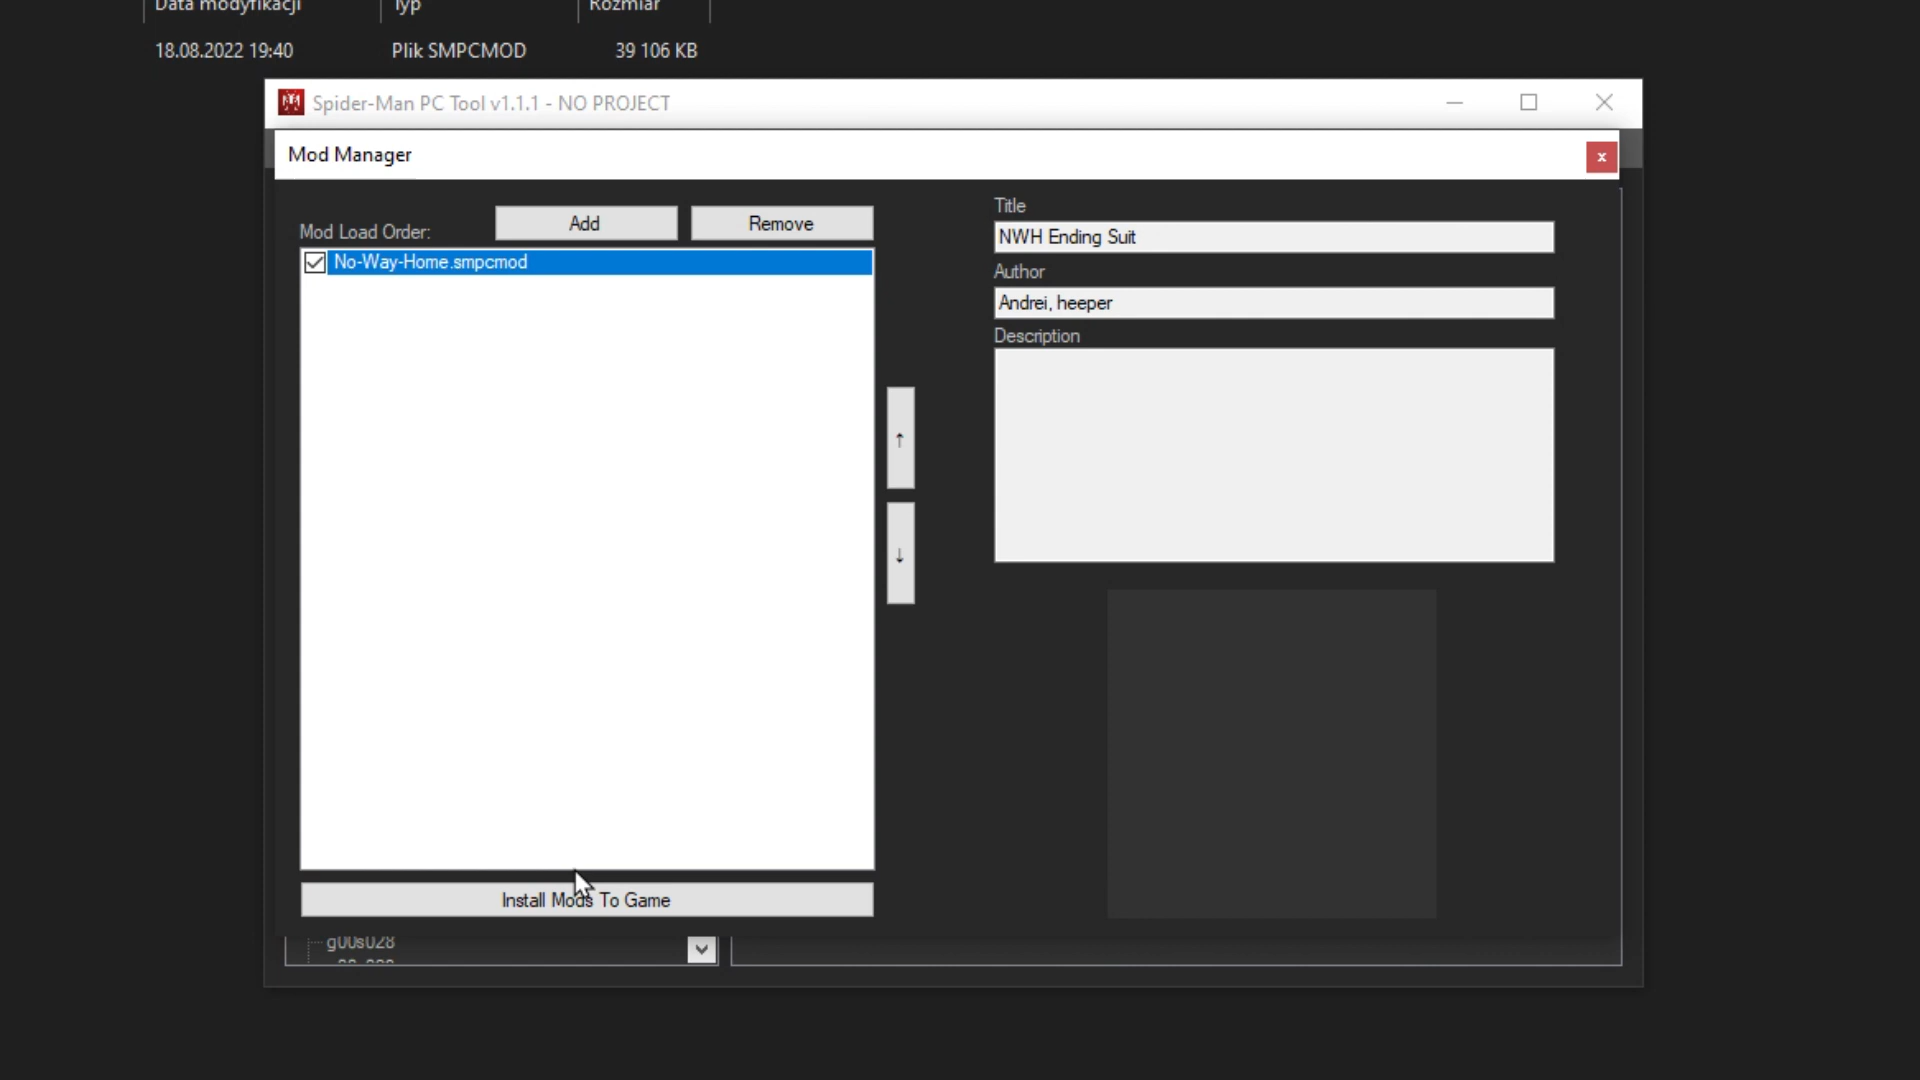 Data modyfikacji Typ Rozmiar
18.08.2022 19:40 Plik SMPCMOD 39 106 KB
Spider-Man PC Tool v1.1.1 - NO PROJECT
Mod Manager
x
Mod Load Order:
Add
Remove
No-Way-Home.smpcmod
↑
↓
Install Mods To Game
Title
NWH Ending Suit
Author
Andrei, heeper
Description
g00s028